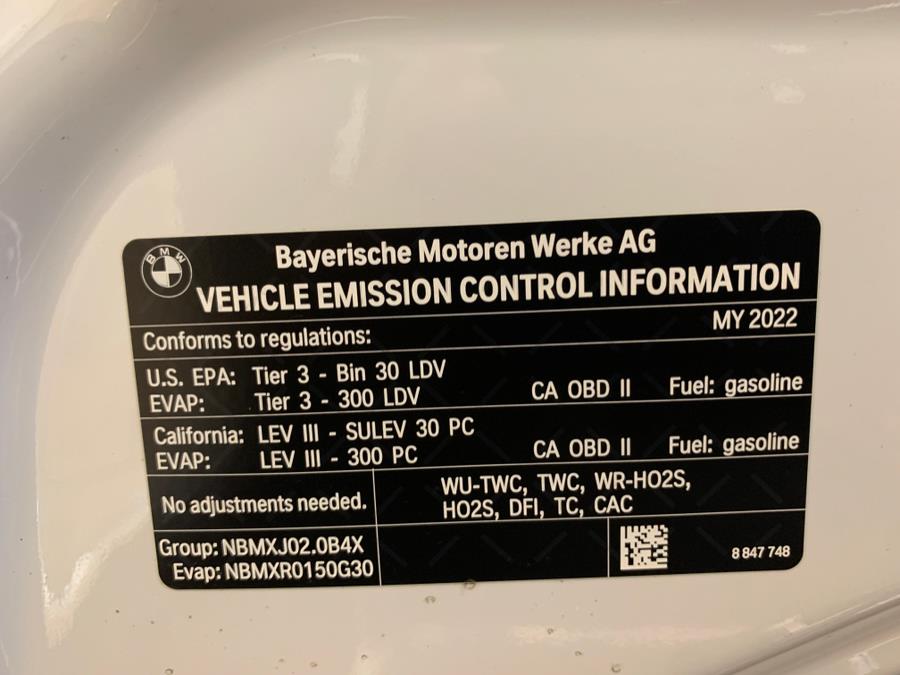 BMW
Bayerische Motoren Werke AG
VEHICLE EMISSION CONTROL INFORMATION
Conforms to regulations: MY 2022
U.S. EPA: Tier 3 - Bin 30 LDV
EVAP: Tier 3 - 300 LDV CA OBD II Fuel: gasoline
California: LEV III - SULEV 30 PC
EVAP: LEV III - 300 PC CA OBD II Fuel: gasoline
No adjustments needed.
WU-TWC, TWC, WR-HO2S,
HO2S, DFI, TC, CAC
Group: NBMXJ02.0B4X
Evap: NBMXR0150G30
8 847 748